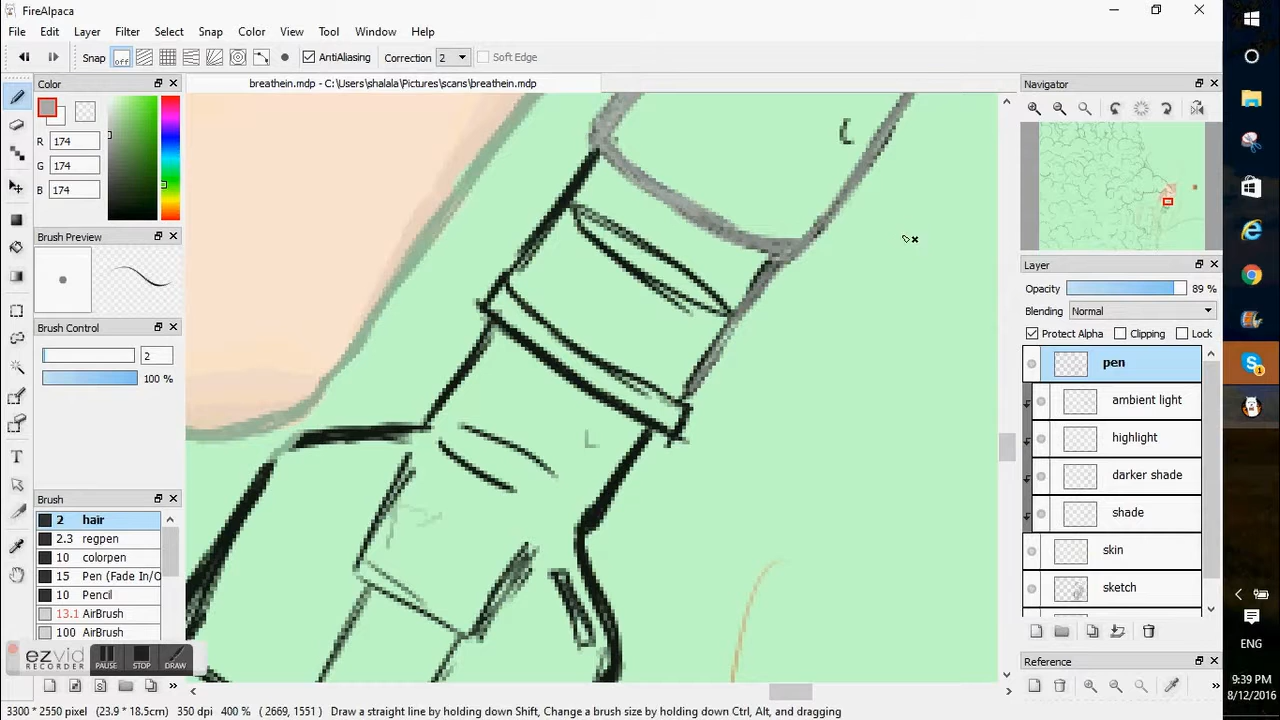 FireAlpaca
File Edit Layer Filter Select Snap Color View Tool Window Help
Snap off AntiAliasing Correction 2 Soft Edge
Color
breathein.mdp - C:\Users\shalala\Pictures\scans\breathein.mdp
Navigator
R 174
G 174
B 174
Brush Preview
Brush Control
2
100 %
Layer
Opacity 89 %
Blending Normal
Protect Alpha Clipping Lock
pen
ambient light
highlight
darker shade
shade
skin
sketch
Brush
2 hair
2.3 regpen
10 colorpen
15 Pen (Fade In/O
10 Pencil
13.1 AirBrush
100 AirBrush
ezvid
RECORDER
PAUSE STOP DRAW
Reference
ENG
9:39 PM
8/12/2016
3300 * 2550 pixel (23.9 * 18.5cm) 350 dpi 400 % ( 2669, 1551 ) Draw a straight line by holding down Shift, Change a brush size by holding down Ctrl, Alt, and dragging